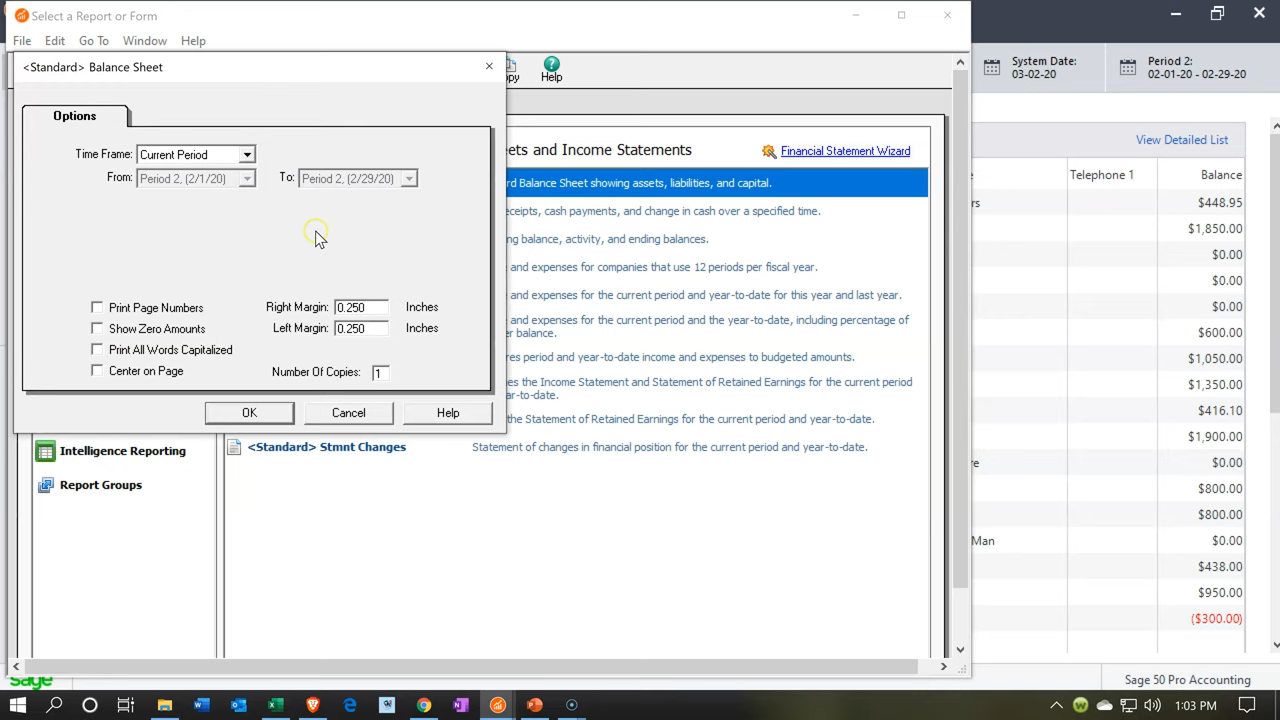 Select a Report or Form
File Edit Go To Window Help
<Standard> Balance Sheet
Help
System Date:
03-02-20
Period 2:
02-01-20 - 02-29-20
Options
View Detailed List
Time Frame: Current Period
From: Period 2, (2/1/20) To: Period 2, (2/29/20)
ets and Income Statements
Financial Statement Wizard
Telephone 1 Balance
rd Balance Sheet showing assets, liabilities, and capital.
eceipts, cash payments, and change in cash over a specified time.
ng balance, activity, and ending balances.
e and expenses for companies that use 12 periods per fiscal year.
e and expenses for the current period and year-to-date for this year and last year.
e and expenses for the current period and the year-to-date, including percentage of
er balance.
res period and year-to-date income and expenses to budgeted amounts.
es the Income Statement and Statement of Retained Earnings for the current period
ar-to-date.
the Statement of Retained Earnings for the current period and year-to-date.
<Standard> Stmnt Changes Statement of changes in financial position for the current period and year-to-date.
Print Page Numbers
Show Zero Amounts
Print All Words Capitalized
Center on Page
Right Margin: 0.250 Inches
Left Margin: 0.250 Inches
Number Of Copies: 1
OK Cancel Help
Intelligence Reporting
Report Groups
rs $448.95
$1,850.00
$0.00
$0.00
$600.00
$1,050.00
$1,350.00
$416.10
$1,900.00
e $0.00
$800.00
$800.00
Man $0.00
$438.00
$950.00
($300.00)
sage
Sage 50 Pro Accounting
1:03 PM